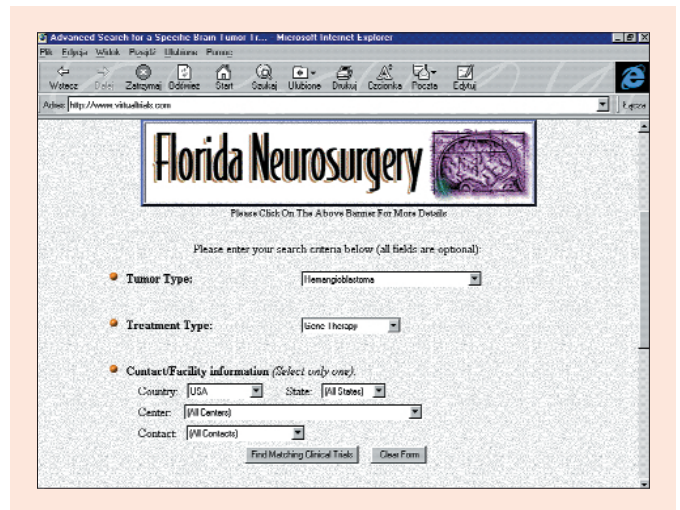 Advanced Search for a Specific Brain Tumor Tr... Microsoft Internet Explorer
Plik Edycja Widok Przejdź Ulubione Pomoc
Wstecz Dalej Zatrzymaj Odśwież Start Szukaj Ulubione Drukuj Czcionka Poczta Edytuj
Adres http://www.virtualtrials.com Łącza
Florida Neurosurgery
Please Click On The Above Banner For More Details
Please enter your search criteria below (all fields are optional):
Tumor Type: Hemangioblastoma
Treatment Type: Gene Therapy
Contact/Facility information (Select only one).
Country: USA State: (All States)
Center: (All Centers)
Contact: (All Contacts)
Find Matching Clinical Trials Clear Form